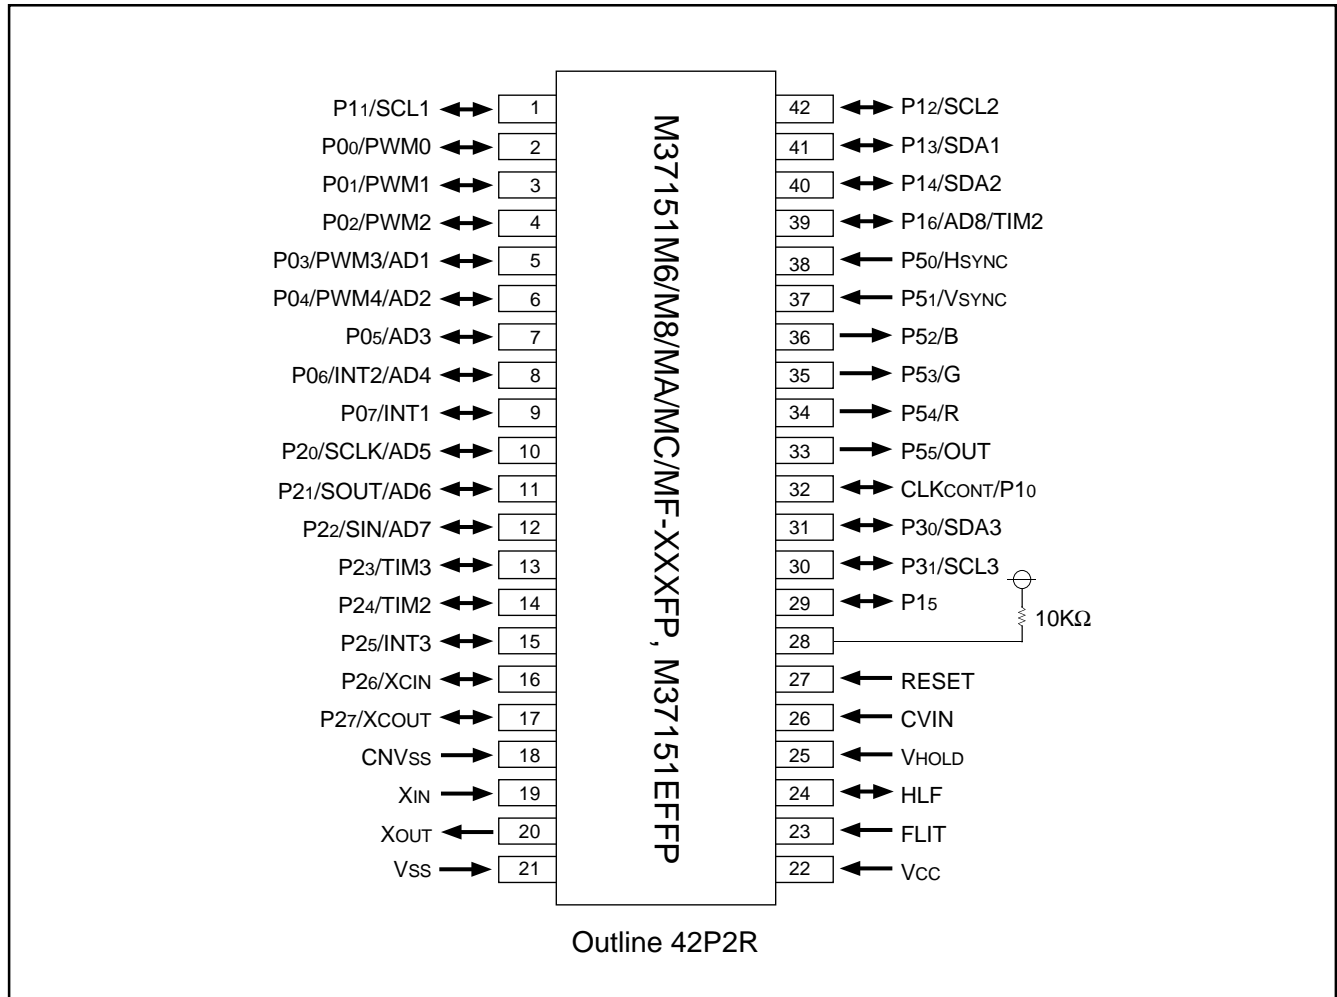 P11/SCL1 1
P00/PWM0 2
P01/PWM1 3
P02/PWM2 4
P03/PWM3/AD1 5
P04/PWM4/AD2 6
P05/AD3 7
P06/INT2/AD4 8
P07/INT1 9
P20/SCLK/AD5 10
P21/SOUT/AD6 11
P22/SIN/AD7 12
P23/TIM3 13
P24/TIM2 14
P25/INT3 15
P26/XCIN 16
P27/XCOUT 17
CNVSS 18
XIN 19
XOUT 20
VSS 21
M37151M6/M8/MA/MC/MF-XXXFP, M37151EFFP
42 P12/SCL2
41 P13/SDA1
40 P14/SDA2
39 P16/AD8/TIM2
38 P50/HSYNC
37 P51/VSYNC
36 P52/B
35 P53/G
34 P54/R
33 P55/OUT
32 CLKCONT/P10
31 P30/SDA3
30 P31/SCL3
29 P15
10KΩ
28
27 RESET
26 CVIN
25 VHOLD
24 HLF
23 FLIT
22 VCC
Outline 42P2R